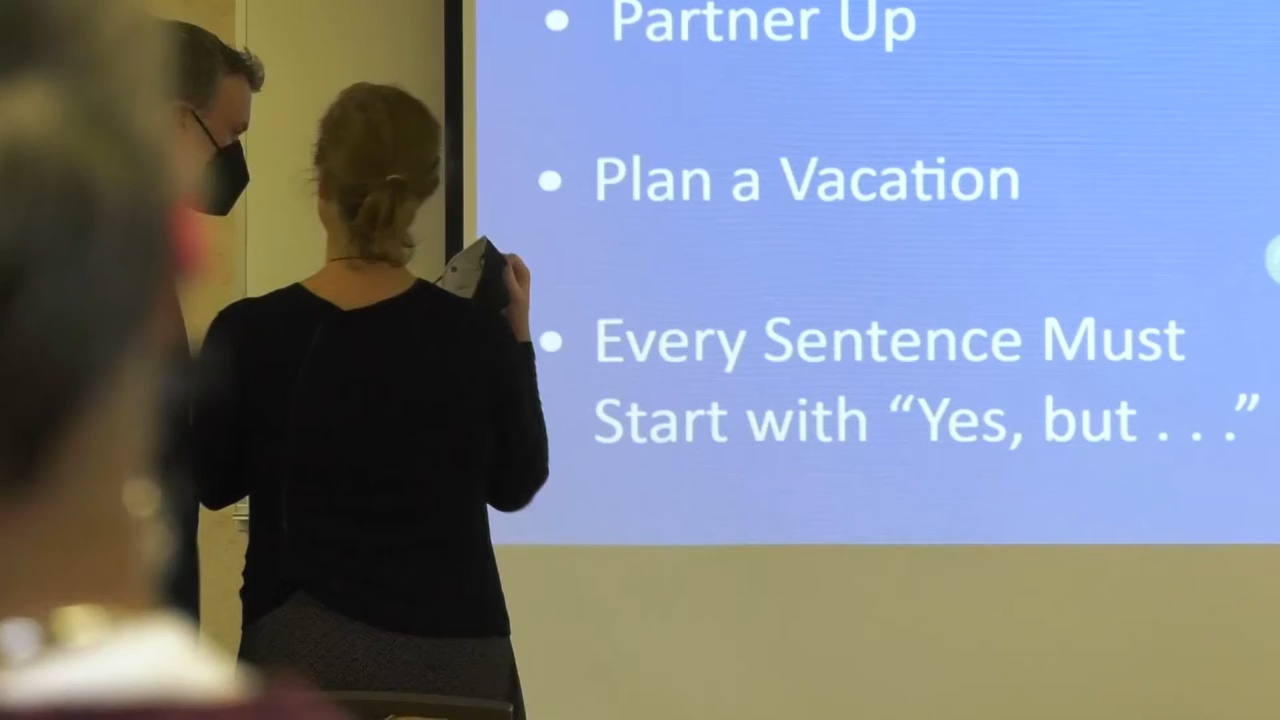 • Partner Up
• Plan a Vacation
• Every Sentence Must
Start with “Yes, but . . .”